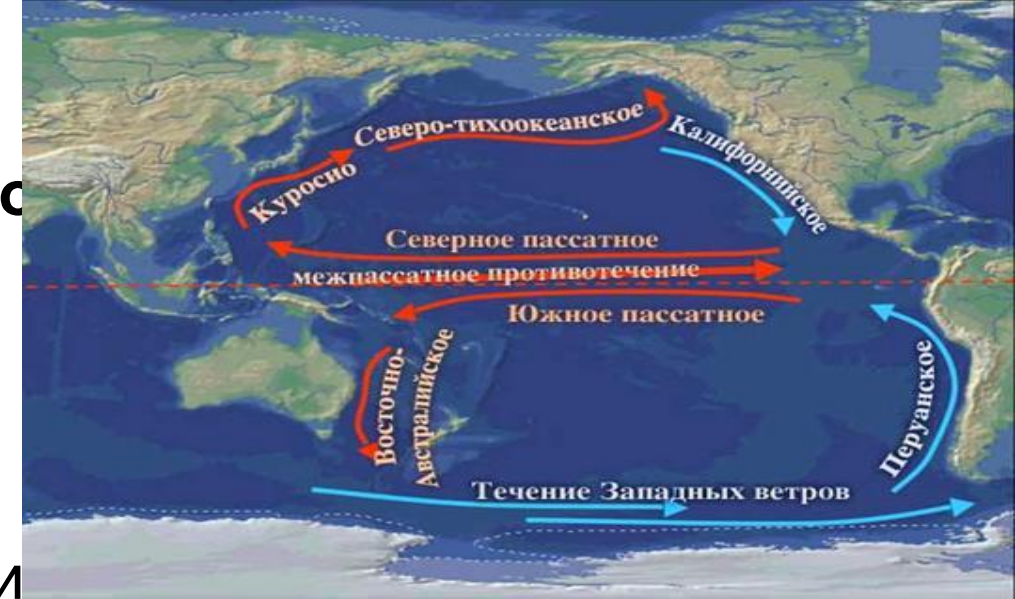 Северо-тихоокеанское
Калифорнийское
Куросио
Северное пассатное
межпассатное противотечение
Южное пассатное
Восточно-
Австралийское
Перуанское
Течение Западных ветров